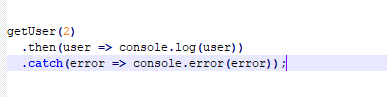 getUser(2)
  .then(user => console.log(user))
  .catch(error => console.error(error));